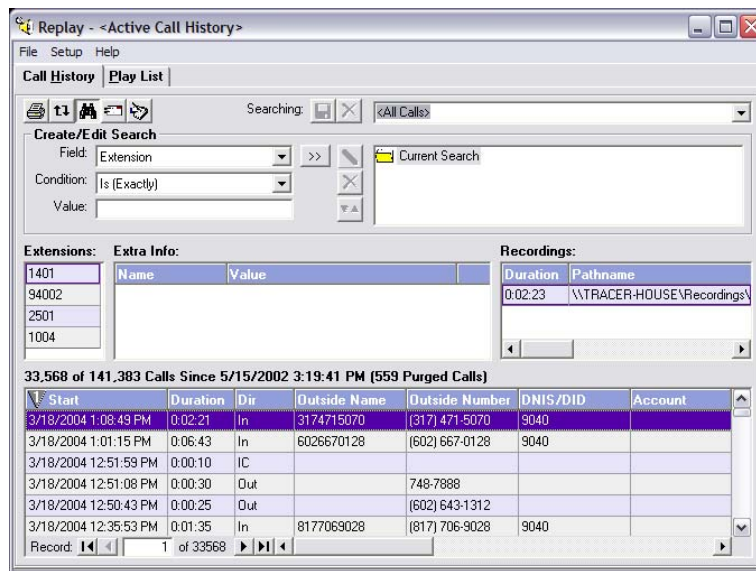 Replay - <Active Call History>
File Setup Help
Call History Play List
Searching: <All Calls>
Create/Edit Search
Field: Extension >> Current Search
Condition: Is (Exactly)
Value:
Extensions: Extra Info: Recordings:
1401 Name Value Duration Pathname
94002 0:02:23 \\TRACER-HOUSE\Recordings\
2501
1004
33,568 of 141,383 Calls Since 5/15/2002 3:19:41 PM (559 Purged Calls)
Start Duration Dir Outside Name Outside Number DNIS/DID Account
3/18/2004 1:08:49 PM 0:02:21 In 3174715070 (317) 471-5070 9040
3/18/2004 1:01:15 PM 0:06:43 In 6026670128 (602) 667-0128 9040
3/18/2004 12:51:59 PM 0:00:10 IC
3/18/2004 12:51:08 PM 0:00:30 Out 748-7888
3/18/2004 12:50:43 PM 0:00:25 Out (602) 643-1312
3/18/2004 12:35:53 PM 0:01:35 In 8177069028 (817) 706-9028 9040
Record: 1 of 33568